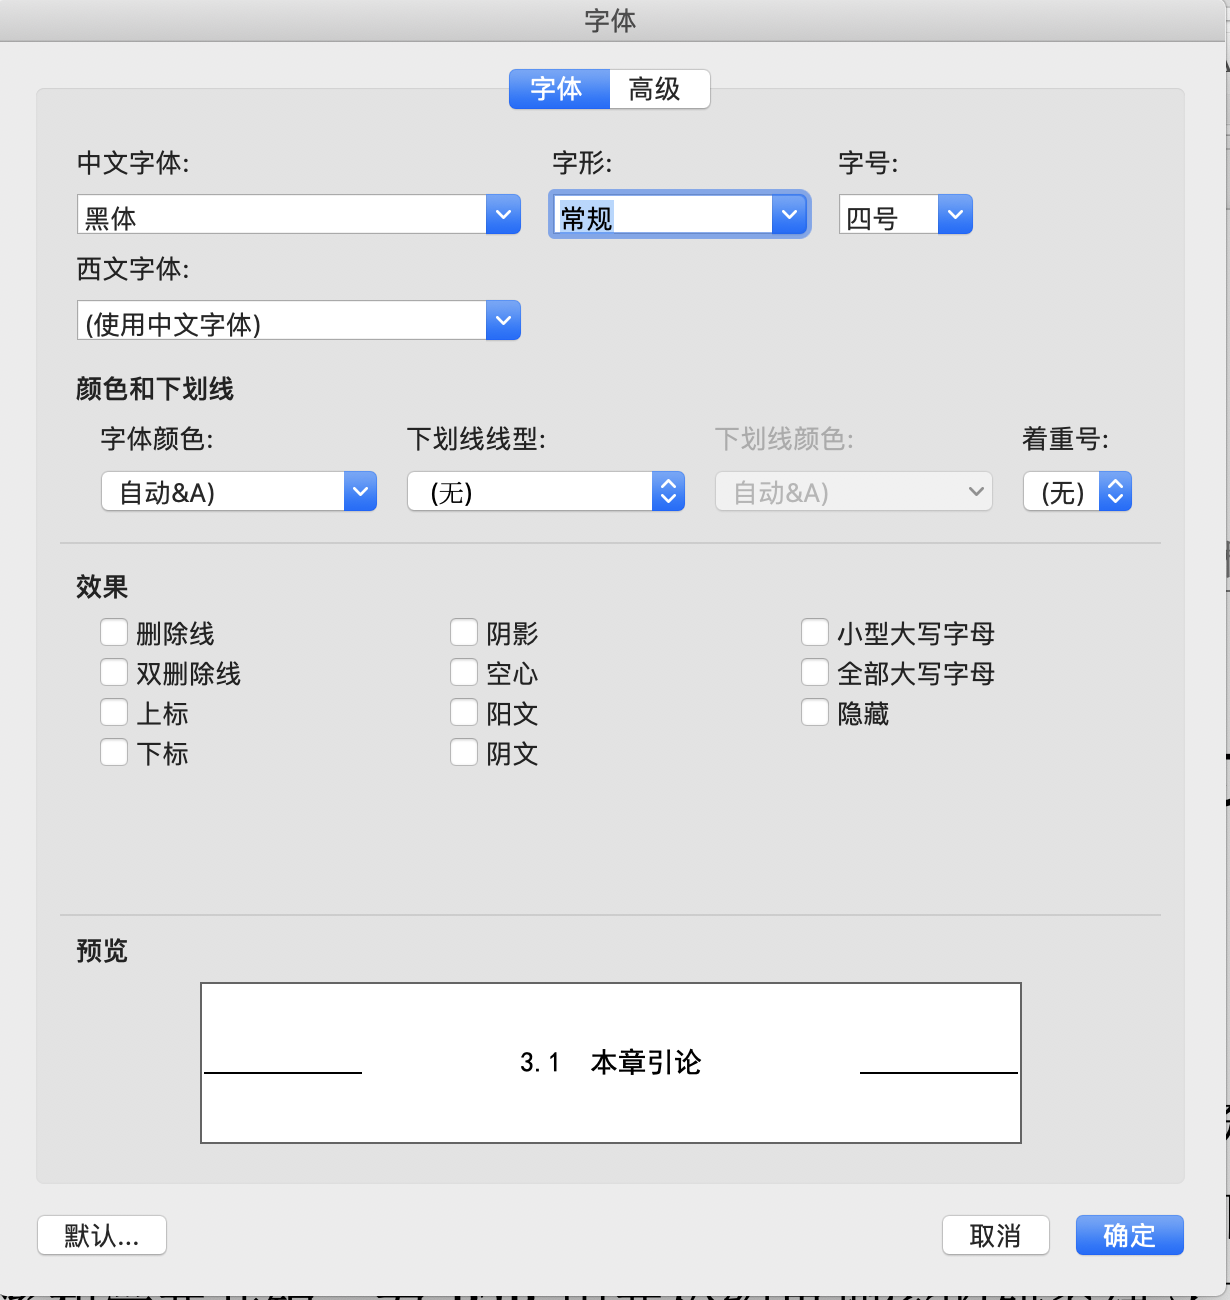 字体
字体 高级
中文字体: 字形: 字号:
黑体 常规 四号
西文字体:
(使用中文字体)
颜色和下划线
字体颜色: 下划线线型: 下划线颜色: 着重号:
自动&A) (无) 自动&A) (无)
效果
删除线 阴影 小型大写字母
双删除线 空心 全部大写字母
上标 阳文 隐藏
下标 阴文
预览
3.1 本章引论
默认... 取消 确定